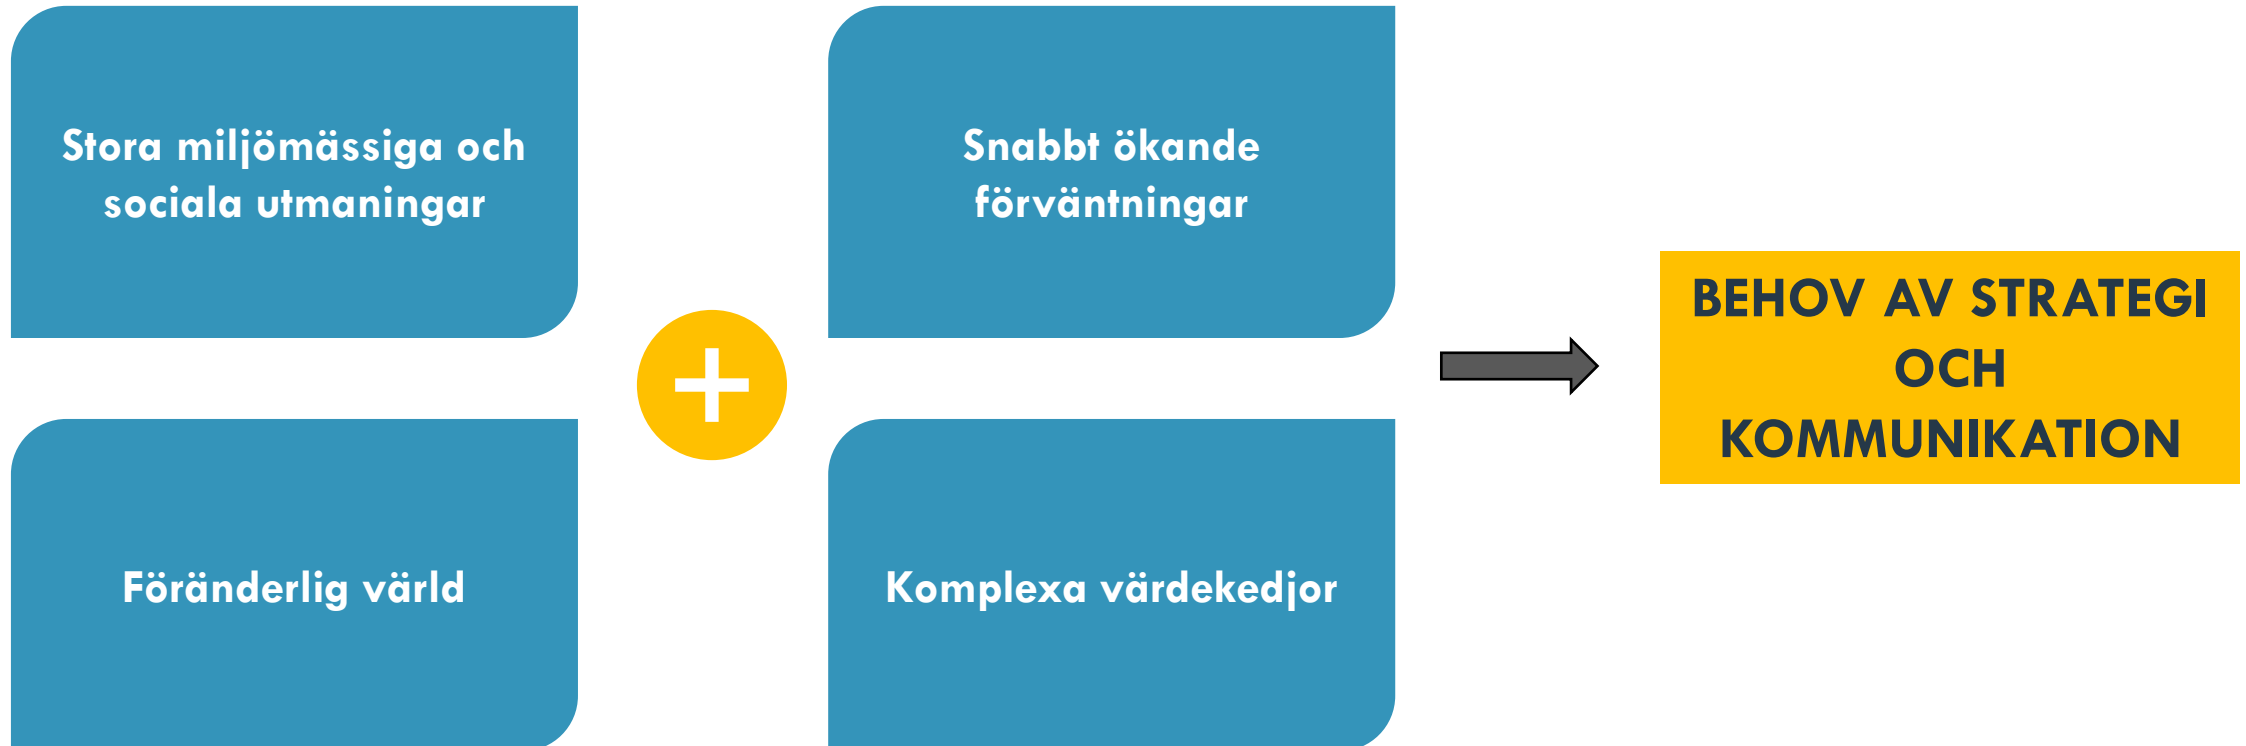 Stora miljömässiga och
sociala utmaningar
Snabbt ökande
förväntningar
+
Föränderlig värld
Komplexa värdekedjor
BEHOV AV STRATEGI
OCH
KOMMUNIKATION